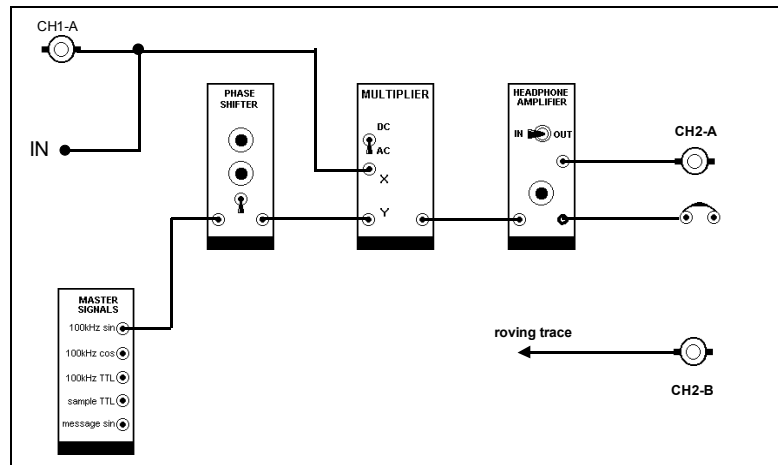 CH1-A
IN
PHASE
SHIFTER
MULTIPLIER
DC
AC
X
Y
HEADPHONE
AMPLIFIER
IN OUT
CH2-A
MASTER
SIGNALS
100kHz sin
100kHz cos
100kHz TTL
sample TTL
message sin
roving trace
CH2-B